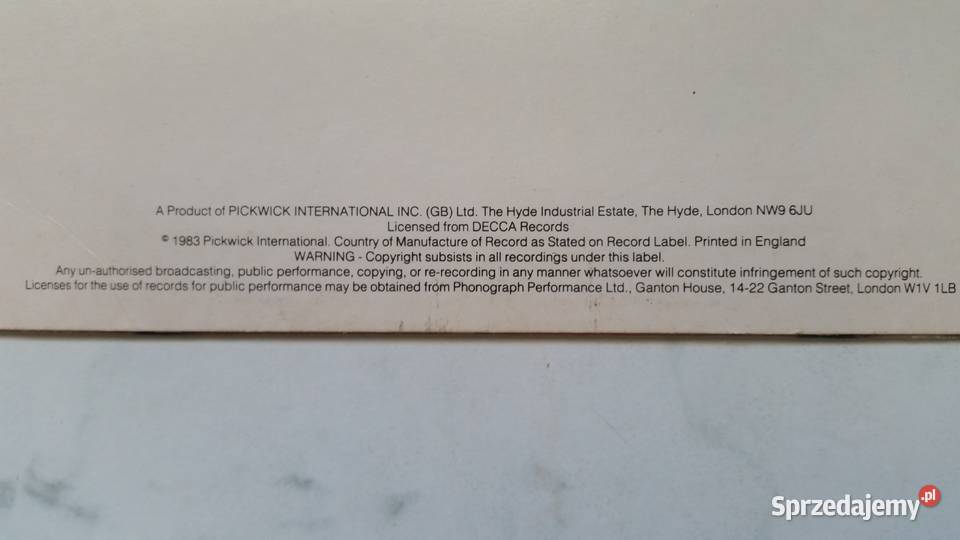 A Product of PICKWICK INTERNATIONAL INC. (GB) Ltd. The Hyde Industrial Estate, The Hyde, London NW9 6JU
Licensed from DECCA Records
© 1983 Pickwick International. Country of Manufacture of Record as Stated on Record Label. Printed in England
WARNING - Copyright subsists in all recordings under this label.
Any un-authorised broadcasting, public performance, copying, or re-recording in any manner whatsoever will constitute infringement of such copyright.
Licenses for the use of records for public performance may be obtained from Phonograph Performance Ltd., Ganton House, 14-22 Ganton Street, London W1V 1LB
Sprzedajemy.pl